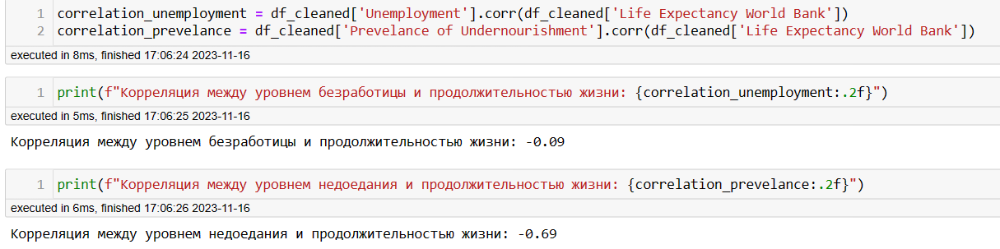 1 correlation_unemployment = df_cleaned['Unemployment'].corr(df_cleaned['Life Expectancy World Bank'])
2 correlation_prevelance = df_cleaned['Prevelance of Undernourishment'].corr(df_cleaned['Life Expectancy World Bank'])
executed in 8ms, finished 17:06:24 2023-11-16
1 print(f"Корреляция между уровнем безработицы и продолжительностью жизни: {correlation_unemployment:.2f}")
executed in 5ms, finished 17:06:25 2023-11-16
Корреляция между уровнем безработицы и продолжительностью жизни: -0.09
1 print(f"Корреляция между уровнем недоедания и продолжительностью жизни: {correlation_prevelance:.2f}")
executed in 6ms, finished 17:06:26 2023-11-16
Корреляция между уровнем недоедания и продолжительностью жизни: -0.69